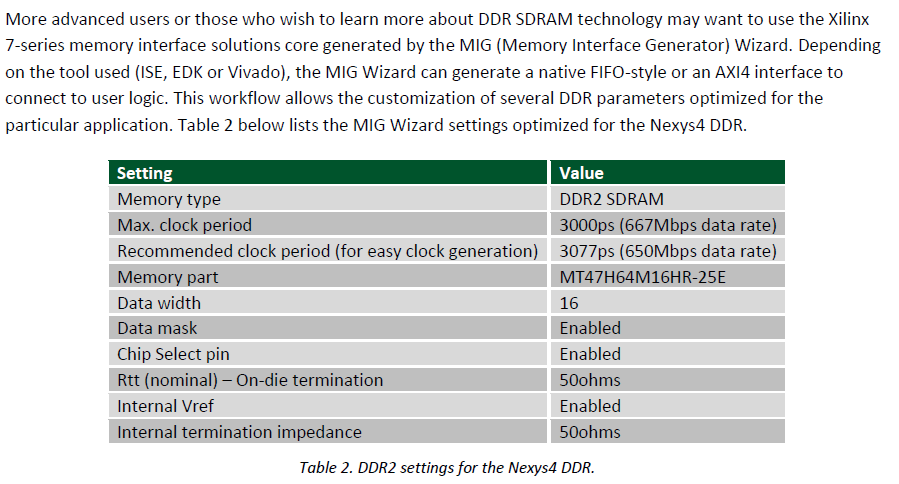 More advanced users or those who wish to learn more about DDR SDRAM technology may want to use the Xilinx
7-series memory interface solutions core generated by the MIG (Memory Interface Generator) Wizard. Depending
on the tool used (ISE, EDK or Vivado), the MIG Wizard can generate a native FIFO-style or an AXI4 interface to
connect to user logic. This workflow allows the customization of several DDR parameters optimized for the
particular application. Table 2 below lists the MIG Wizard settings optimized for the Nexys4 DDR.
Setting Value
Memory type DDR2 SDRAM
Max. clock period 3000ps (667Mbps data rate)
Recommended clock period (for easy clock generation) 3077ps (650Mbps data rate)
Memory part MT47H64M16HR-25E
Data width 16
Data mask Enabled
Chip Select pin Enabled
Rtt (nominal) – On-die termination 50ohms
Internal Vref Enabled
Internal termination impedance 50ohms
Table 2. DDR2 settings for the Nexys4 DDR.